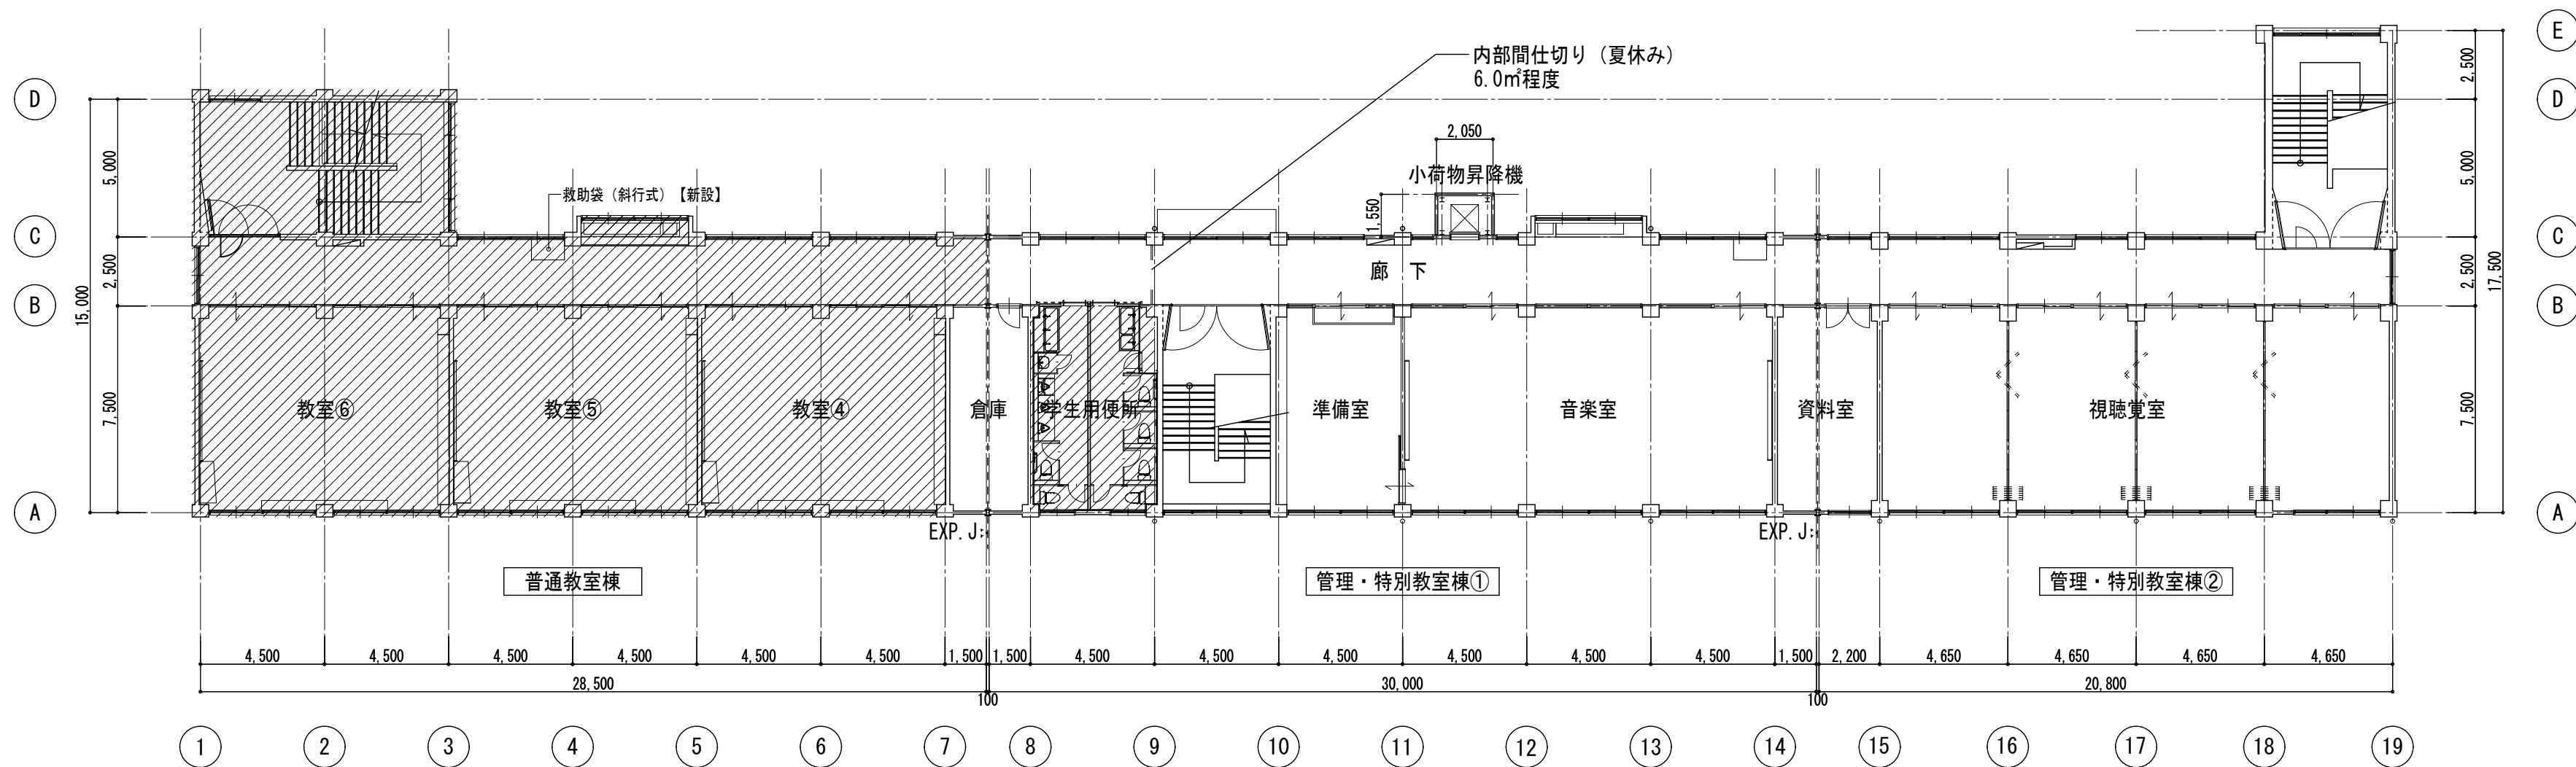 E
内部間仕切り（夏休み）
6.0㎡程度
2,500
D
D
2,050
小荷物昇降機
5,000
救助袋（斜行式）【新設】
1,550
5,000
C
C
廊　下
2,500
2,500
17,500
B
B
15,000
教室⑥
教室⑤
教室④
倉庫
学生用便所
準備室
音楽室
資料室
視聴覚室
7,500
7,500
A
A
EXP.J
EXP.J
普通教室棟
管理・特別教室棟①
管理・特別教室棟②
4,500 4,500 4,500 4,500 4,500 4,500 1,500 1,500 4,500 4,500 4,500 4,500 4,500 4,500 1,500 2,200 4,650 4,650 4,650 4,650
28,500 30,000 20,800
100 100
1 2 3 4 5 6 7 8 9 10 11 12 13 14 15 16 17 18 19